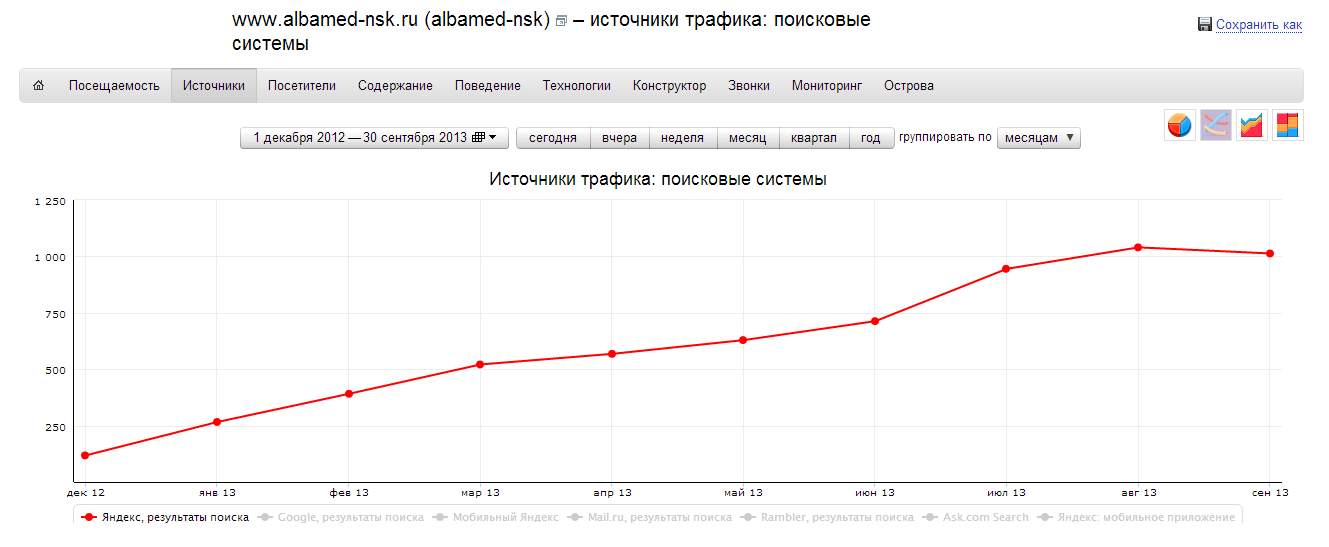 www.albamed-nsk.ru (albamed-nsk) – источники трафика: поисковые
системы
Сохранить как
Посещаемость Источники Посетители Содержание Поведение Технологии Конструктор Звонки Мониторинг Острова
1 декабря 2012 — 30 сентября 2013 сегодня вчера неделя месяц квартал год группировать по месяцам
Источники трафика: поисковые системы
1 250
1 000
750
500
250
дек 12 янв 13 фев 13 мар 13 апр 13 май 13 июн 13 июл 13 авг 13 сен 13
Яндекс, результаты поиска Google, результаты поиска Мобильный Яндекс Mail.ru, результаты поиска Rambler, результаты поиска Ask.com Search Яндекс: мобильное приложение